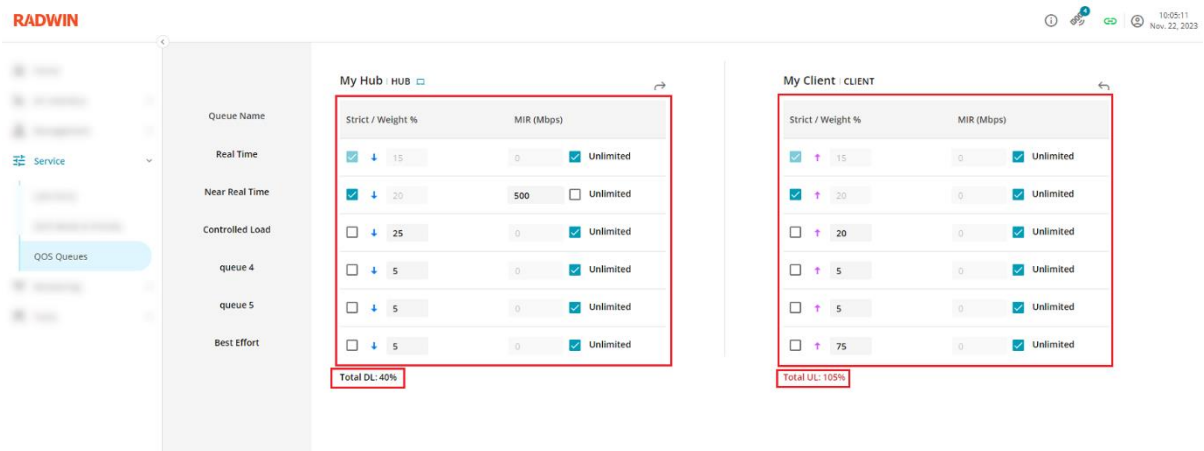 RADWIN
4
10:05:11
Nov. 22, 2023
My Hub | HUB
My Client | CLIENT
Queue Name
Strict / Weight %
MIR (Mbps)
Strict / Weight %
MIR (Mbps)
Service
Real Time
15
0
Unlimited
15
0
Unlimited
Near Real Time
20
500
Unlimited
20
0
Unlimited
Controlled Load
25
0
Unlimited
20
0
Unlimited
QOS Queues
queue 4
5
0
Unlimited
5
0
Unlimited
queue 5
5
0
Unlimited
5
0
Unlimited
Best Effort
5
0
Unlimited
75
0
Unlimited
Total DL: 40%
Total UL: 105%